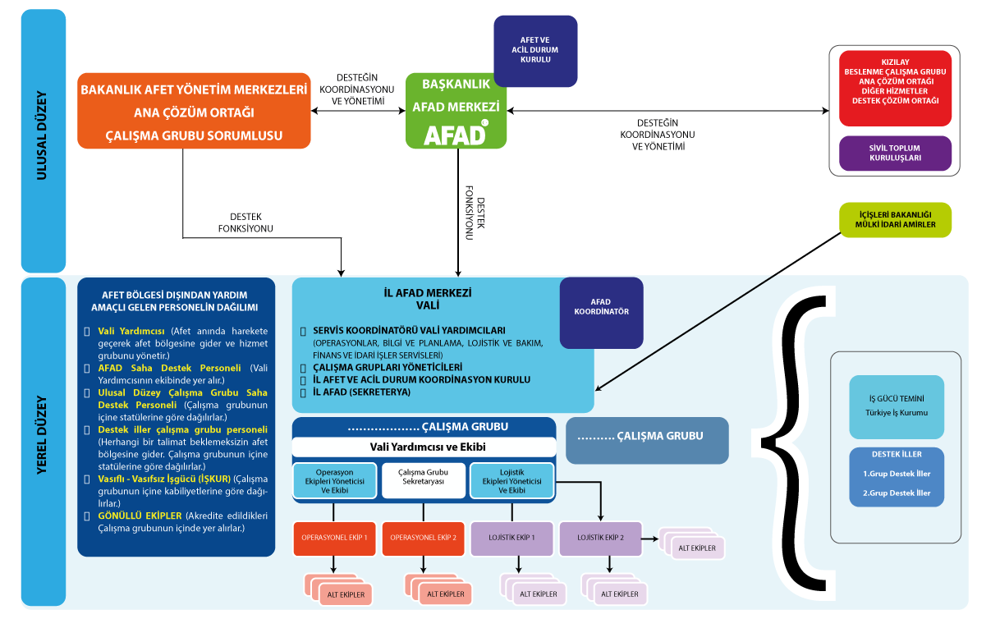 ULUSAL DÜZEY
AFET VE
ACİL DURUM
KURULU
BAKANLIK AFET YÖNETİM MERKEZLERİ
ANA ÇÖZÜM ORTAĞI
ÇALIŞMA GRUBU SORUMLUSU
DESTEĞİN
KOORDİNASYONU
VE YÖNETİMİ
BAŞKANLIK
AFAD MERKEZİ
AFAD
DESTEĞİN
KOORDİNASYONU
VE YÖNETİMİ
KIZILAY
BESLENME ÇALIŞMA GRUBU
ANA ÇÖZÜM ORTAĞI
DİĞER HİZMETLER
DESTEK ÇÖZÜM ORTAĞI
SİVİL TOPLUM
KURULUŞLARI
DESTEK
FONKSİYONU
DESTEK
FONKSİYONU
İÇİŞLERİ BAKANLIĞI
MÜLKİ İDARİ AMİRLER
YEREL DÜZEY
AFET BÖLGESİ DIŞINDAN YARDIM
AMAÇLI GELEN PERSONELİN DAĞILIMI
Vali Yardımcısı (Afet anında harekete
geçerek afet bölgesine gider ve hizmet
grubunu yönetir.)
AFAD Saha Destek Personeli (Vali
Yardımcısının ekibinde yer alır.)
Ulusal Düzey Çalışma Grubu Saha
Destek Personeli (Çalışma grubunun
içine statülerine göre dağılırlar.)
Destek iller çalışma grubu personeli
(Herhangi bir talimat beklemeksizin afet
bölgesine gider. Çalışma grubunun içine
statülerine göre dağılırlar.)
Vasıflı - Vasıfsız İşgücü (İŞKUR) (Çalışma
grubunun içine kabiliyetlerine göre dağı-
lırlar.)
GÖNÜLLÜ EKİPLER (Akredite edildikleri
Çalışma grubunun içinde yer alırlar.)
İL AFAD MERKEZİ
VALİ
SERVİS KOORDİNATÖRÜ VALİ YARDIMCILARI
(OPERASYONLAR, BİLGİ VE PLANLAMA, LOJİSTİK VE BAKIM,
FİNANS VE İDARİ İŞLER SERVİSLERİ)
ÇALIŞMA GRUPLARI YÖNETİCİLERİ
İL AFET VE ACİL DURUM KOORDİNASYON KURULU
İL AFAD (SEKRETERYA)
AFAD
KOORDİNATÖR
................... ÇALIŞMA GRUBU
Vali Yardımcısı ve Ekibi
Operasyon
Ekipleri Yöneticisi
Ve Ekibi
Çalışma Grubu
Sekretaryası
Lojistik
Ekipleri Yöneticisi
Ve Ekibi
.......... ÇALIŞMA GRUBU
OPERASYONEL EKİP 1
OPERASYONEL EKİP 2
LOJİSTİK EKİP 1
LOJİSTİK EKİP 2
ALT EKİPLER
ALT EKİPLER
ALT EKİPLER
ALT EKİPLER
ALT EKİPLER
İŞ GÜCÜ TEMİNİ
Türkiye İş Kurumu
DESTEK İLLER
1.Grup Destek İller
2.Grup Destek İller